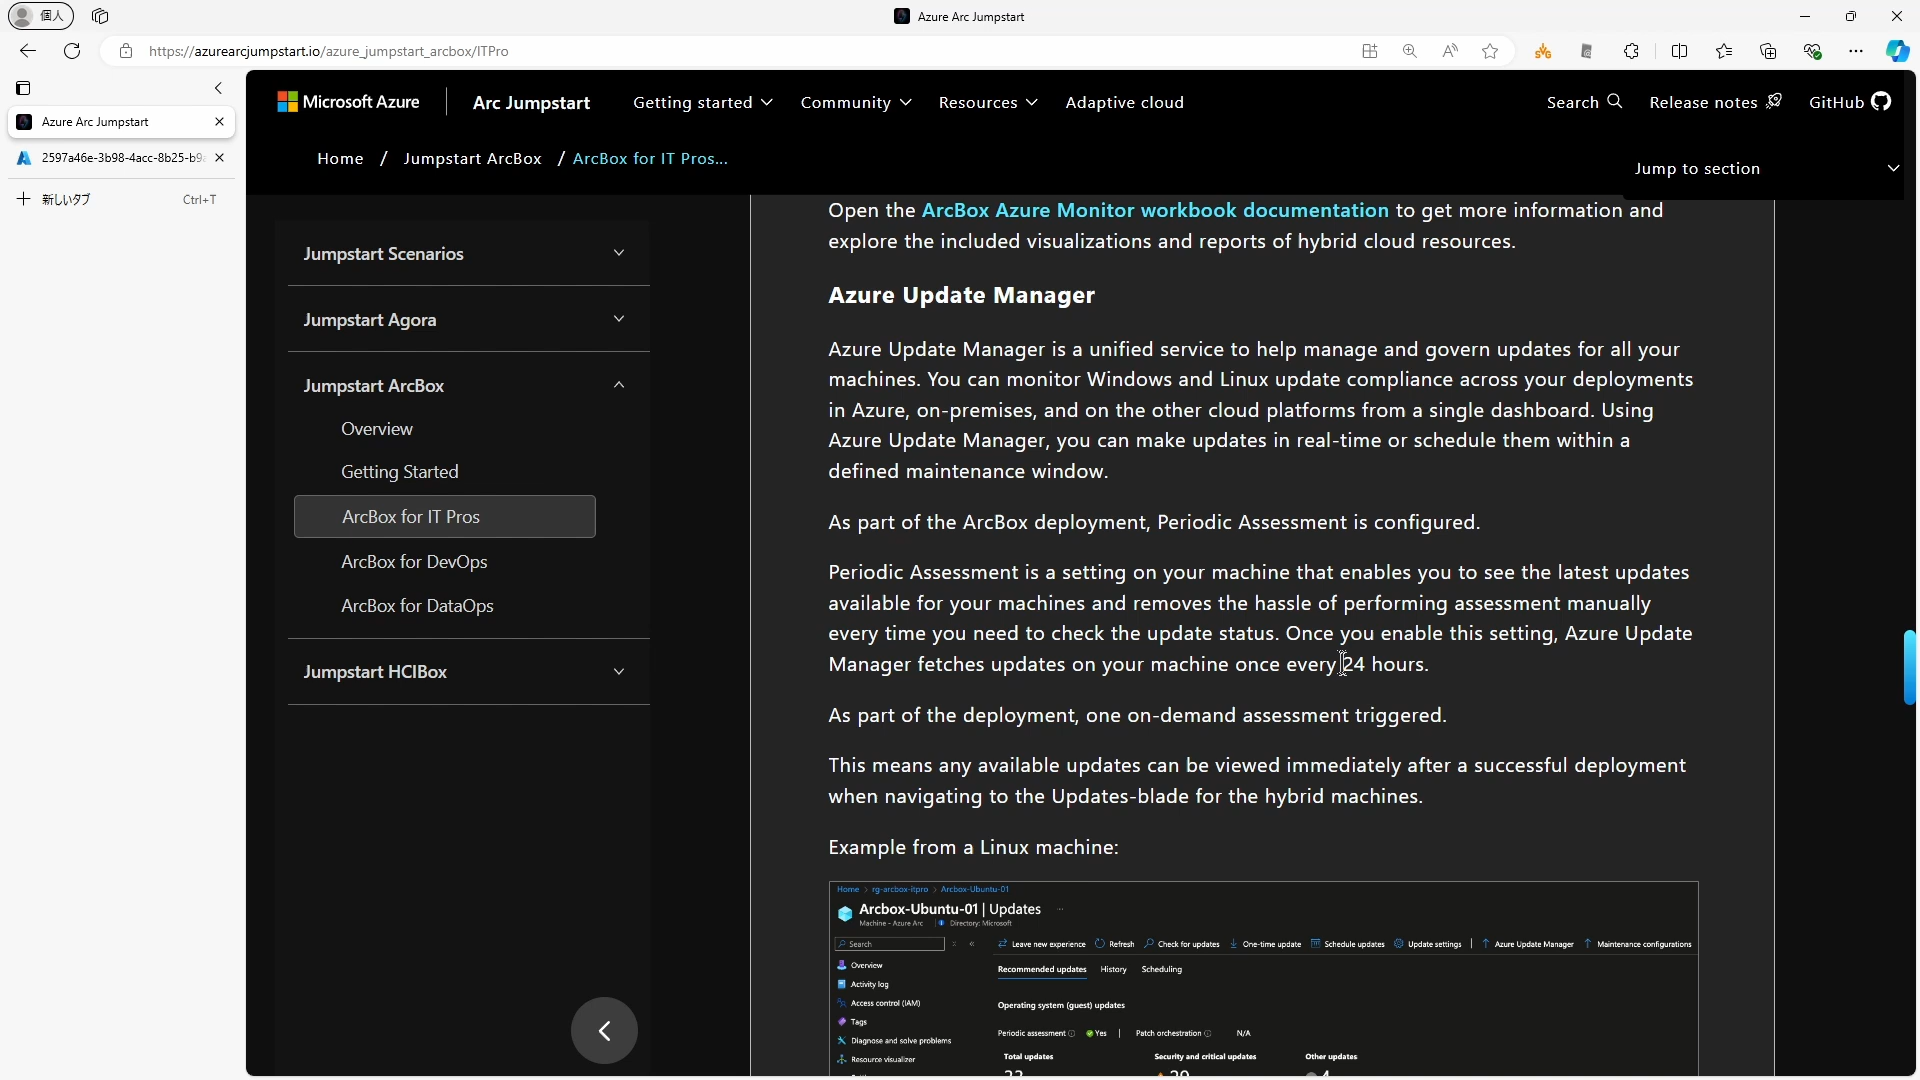 個人
Azure Arc Jumpstart
https://azurearcjumpstart.io/azure_jumpstart_arcbox/ITPro
Azure Arc Jumpstart
2597a46e-3b98-4acc-8b25-b9
新しいタブ Ctrl+T
Microsoft Azure
Arc Jumpstart
Getting started
Community
Resources
Adaptive cloud
Search
Release notes
GitHub
Home / Jumpstart ArcBox / ArcBox for IT Pros...
Jump to section
Jumpstart Scenarios
Jumpstart Agora
Jumpstart ArcBox
Overview
Getting Started
ArcBox for IT Pros
ArcBox for DevOps
ArcBox for DataOps
Jumpstart HCIBox
Open the ArcBox Azure Monitor workbook documentation to get more information and
explore the included visualizations and reports of hybrid cloud resources.
Azure Update Manager
Azure Update Manager is a unified service to help manage and govern updates for all your
machines. You can monitor Windows and Linux update compliance across your deployments
in Azure, on-premises, and on the other cloud platforms from a single dashboard. Using
Azure Update Manager, you can make updates in real-time or schedule them within a
defined maintenance window.
As part of the ArcBox deployment, Periodic Assessment is configured.
Periodic Assessment is a setting on your machine that enables you to see the latest updates
available for your machines and removes the hassle of performing assessment manually
every time you need to check the update status. Once you enable this setting, Azure Update
Manager fetches updates on your machine once every 24 hours.
As part of the deployment, one on-demand assessment triggered.
This means any available updates can be viewed immediately after a successful deployment
when navigating to the Updates-blade for the hybrid machines.
Example from a Linux machine:
Home > rg-arcbox-itpro > Arcbox-Ubuntu-01
Arcbox-Ubuntu-01 | Updates ...
Machine - Azure Arc Directory: Microsoft
Search
Leave new experience Refresh Check for updates One-time update Schedule updates Update settings Azure Update Manager Maintenance configurations
Overview
Activity log
Access control (IAM)
Tags
Diagnose and solve problems
Resource visualizer
Recommended updates History Scheduling
Operating system (guest) updates
Periodic assessment Yes Patch orchestration N/A
Total updates Security and critical updates Other updates